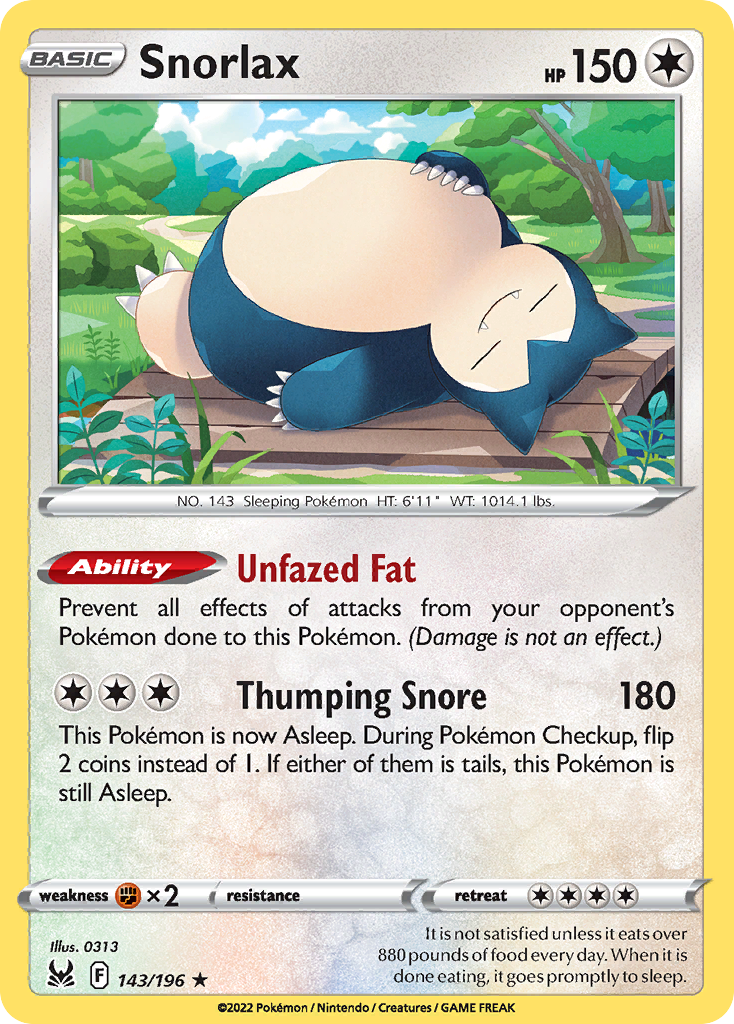 BASIC Snorlax HP 150
NO. 143 Sleeping Pokémon HT: 6'11" WT: 1014.1 lbs.
Ability Unfazed Fat
Prevent all effects of attacks from your opponent's
Pokémon done to this Pokémon. (Damage is not an effect.)
Thumping Snore 180
This Pokémon is now Asleep. During Pokémon Checkup, flip
2 coins instead of 1. If either of them is tails, this Pokémon is
still Asleep.
weakness ×2 resistance retreat
Illus. 0313
It is not satisfied unless it eats over
880 pounds of food every day. When it is
done eating, it goes promptly to sleep.
F 143/196 ★
©2022 Pokémon / Nintendo / Creatures / GAME FREAK